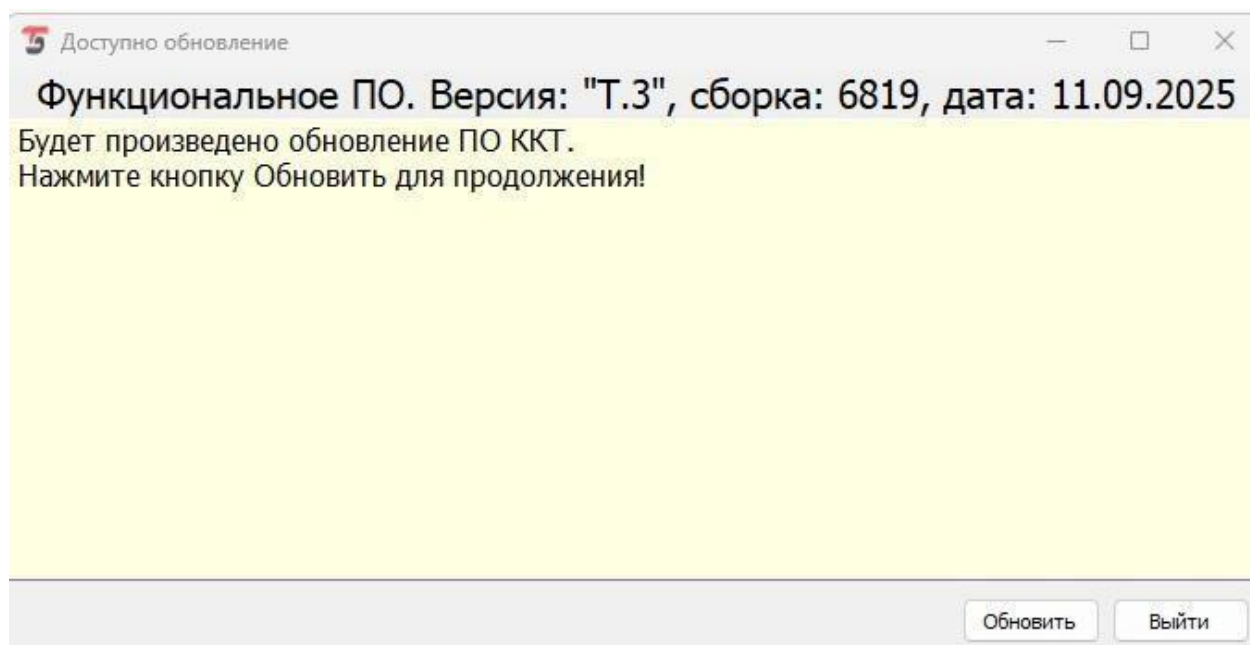 Доступно обновление
Функциональное ПО. Версия: "Т.3", сборка: 6819, дата: 11.09.2025
Будет произведено обновление ПО ККТ.
Нажмите кнопку Обновить для продолжения!
Обновить Выйти